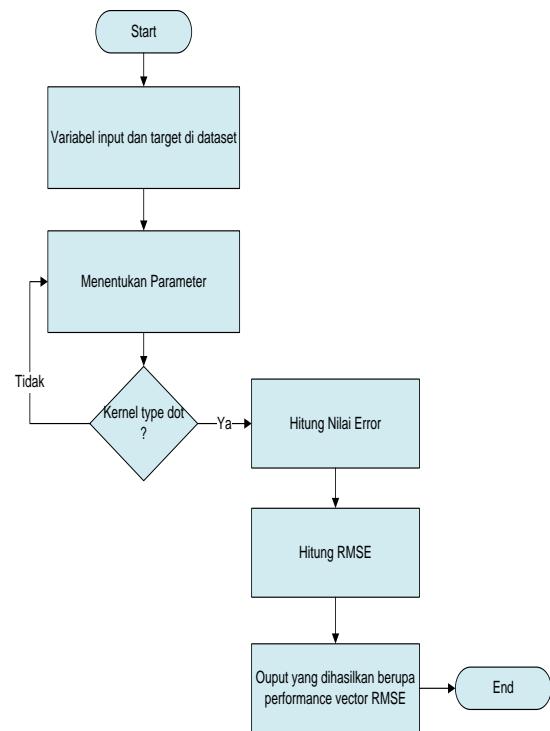 Start
Variabel input dan target di dataset
Menentukan Parameter
Tidak
Kernel type dot
?
Ya
Hitung Nilai Error
Hitung RMSE
Ouput yang dihasilkan berupa
performance vector RMSE
End